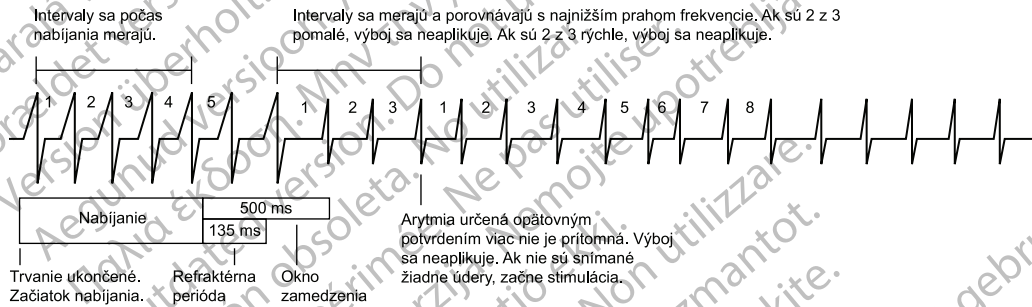 Intervaly sa počas
nabíjania merajú.
Intervaly sa merajú a porovnávajú s najnižším prahom frekvencie. Ak sú 2 z 3
pomalé, výboj sa neaplikuje. Ak sú 2 z 3 rýchle, výboj sa neaplikuje.
1 2 3 4 5 1 2 3 1 2 3 4 5 6 7 8
Nabíjanie
500 ms
135 ms
Trvanie ukončené.
Začiatok nabíjania.
Refraktérna
perióda
Okno
zamedzenia
Arytmia určená opätovným
potvrdením viac nie je prítomná. Výboj
sa neaplikuje. Ak nie sú snímané
žiadne údery, začne stimulácia.